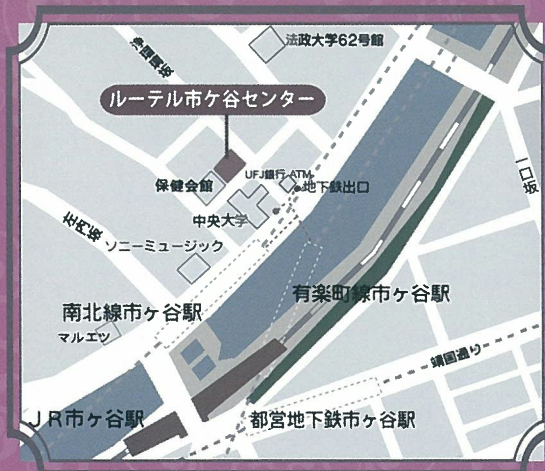 法政大学62号館
浄瑠璃坂
ルーテル市ケ谷センター
UFJ銀行 ATM
地下鉄出口
保健会館
中央大学
一口坂
左内坂
ソニーミュージック
有楽町線市ヶ谷駅
南北線市ヶ谷駅
マルエツ
靖国通り
JR市ヶ谷駅
都営地下鉄市ヶ谷駅